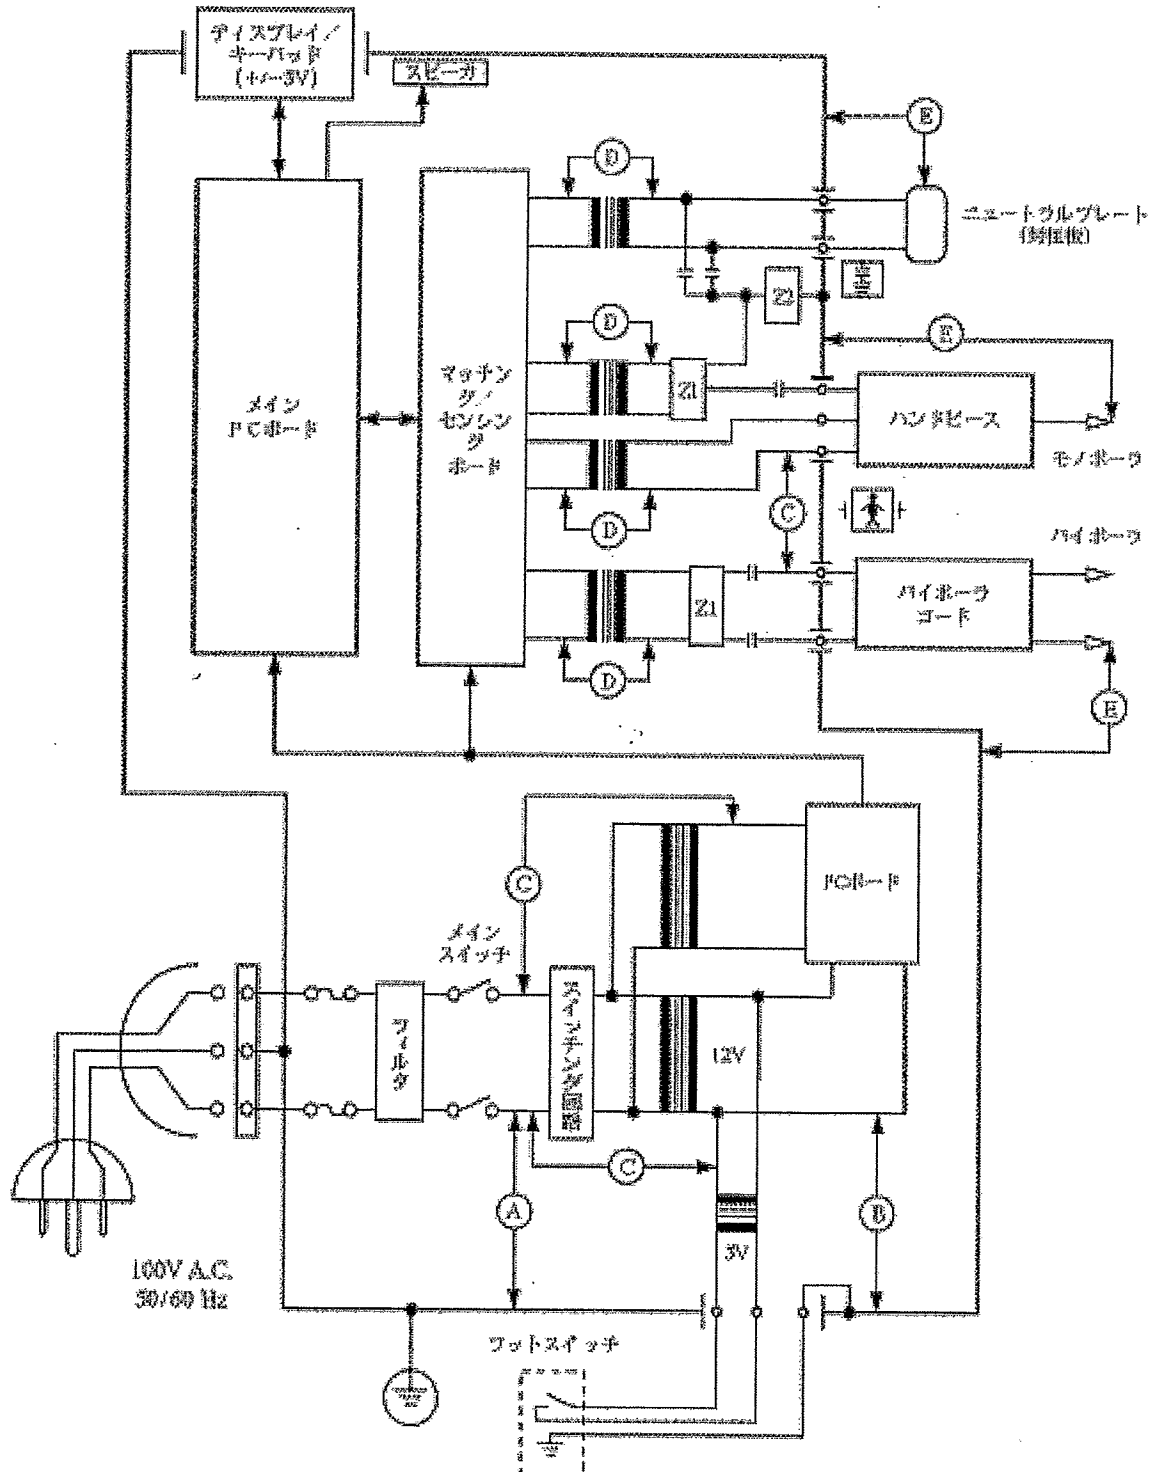 ディスプレイ／
キーパッド
(+/-5V)
スピーカ
E
D
ニュートラルプレート
(対極板)
Z2
D
E
マッチン
グ／
センシン
グ
ボード
Z1
メイン
PCボード
ハンドピース
モノポーラ
D
C
バイポーラ
Z1
バイポーラ
コード
D
E
C
PCボード
メイン
スイッチ
スイッチング回路
フィルタ
12V
C
A
B
3V
100V A.C.
50/60 Hz
フットスイッチ